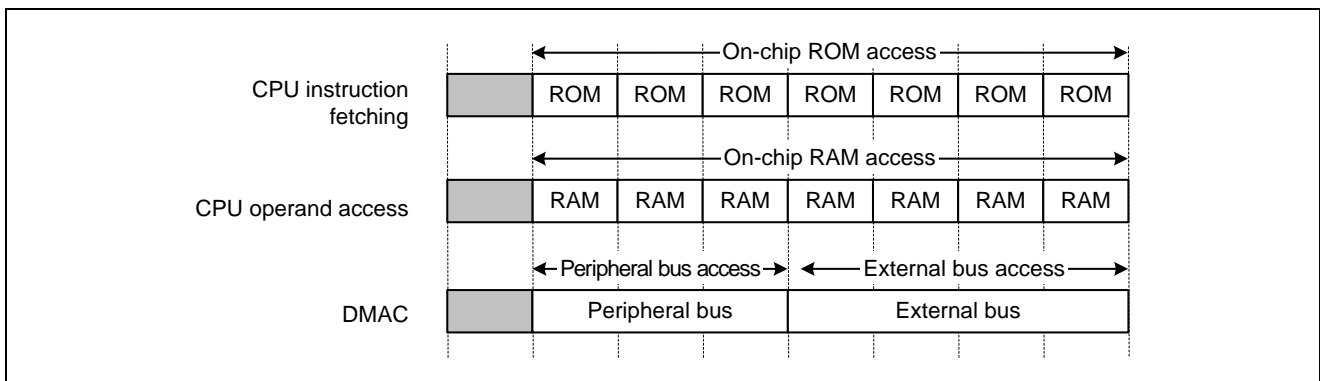 On-chip ROM access
CPU instruction
fetching
ROM ROM ROM ROM ROM ROM ROM
On-chip RAM access
CPU operand access
RAM RAM RAM RAM RAM RAM RAM
Peripheral bus access External bus access
DMAC
Peripheral bus External bus